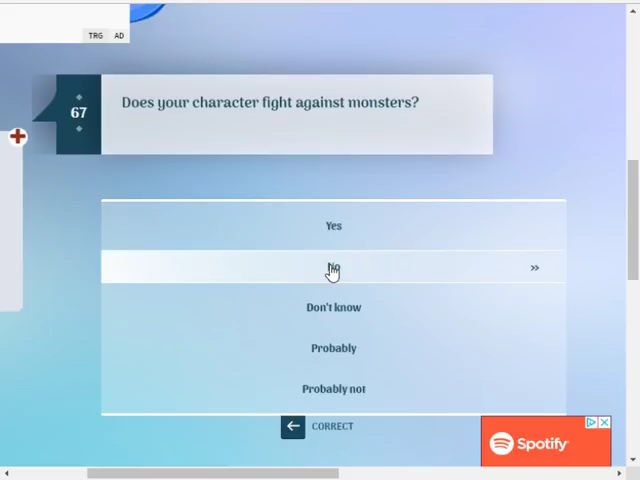 TRG AD
67
Does your character fight against monsters?
Yes
No
Don't know
Probably
Probably not
CORRECT
Spotify